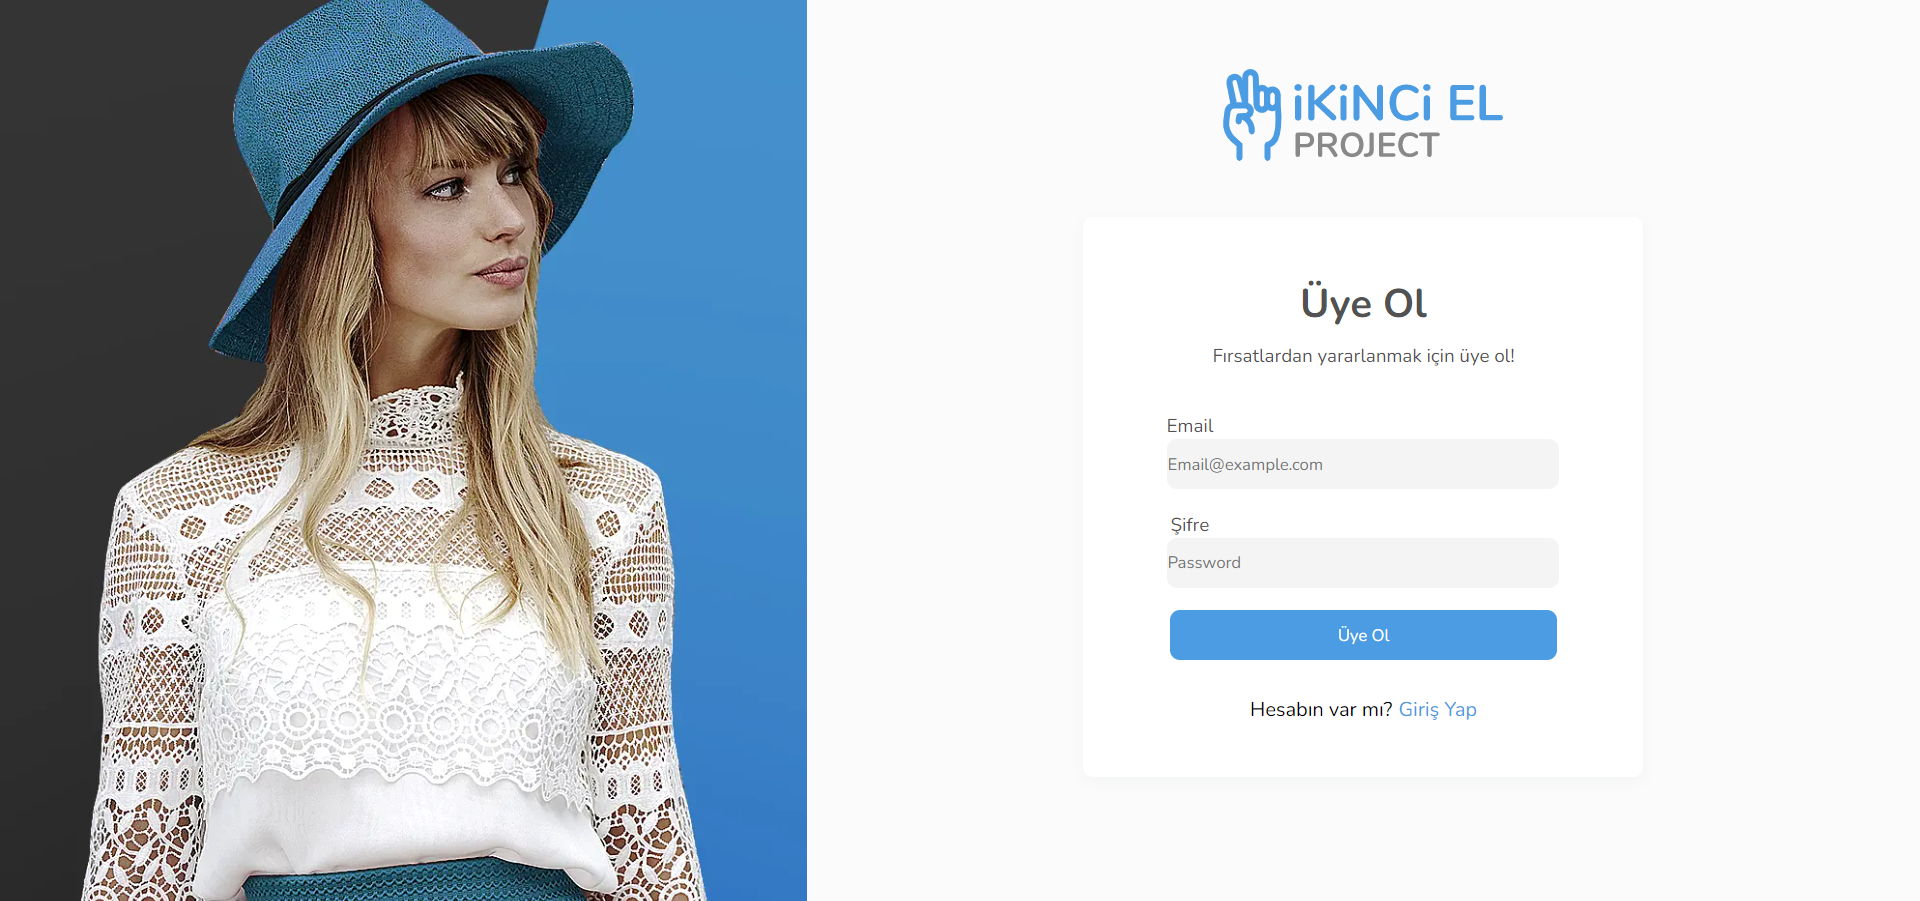 iKiNCi EL
PROJECT
Üye Ol
Fırsatlardan yararlanmak için üye ol!
Email
Email@example.com
Şifre
Password
Üye Ol
Hesabın var mı? Giriş Yap